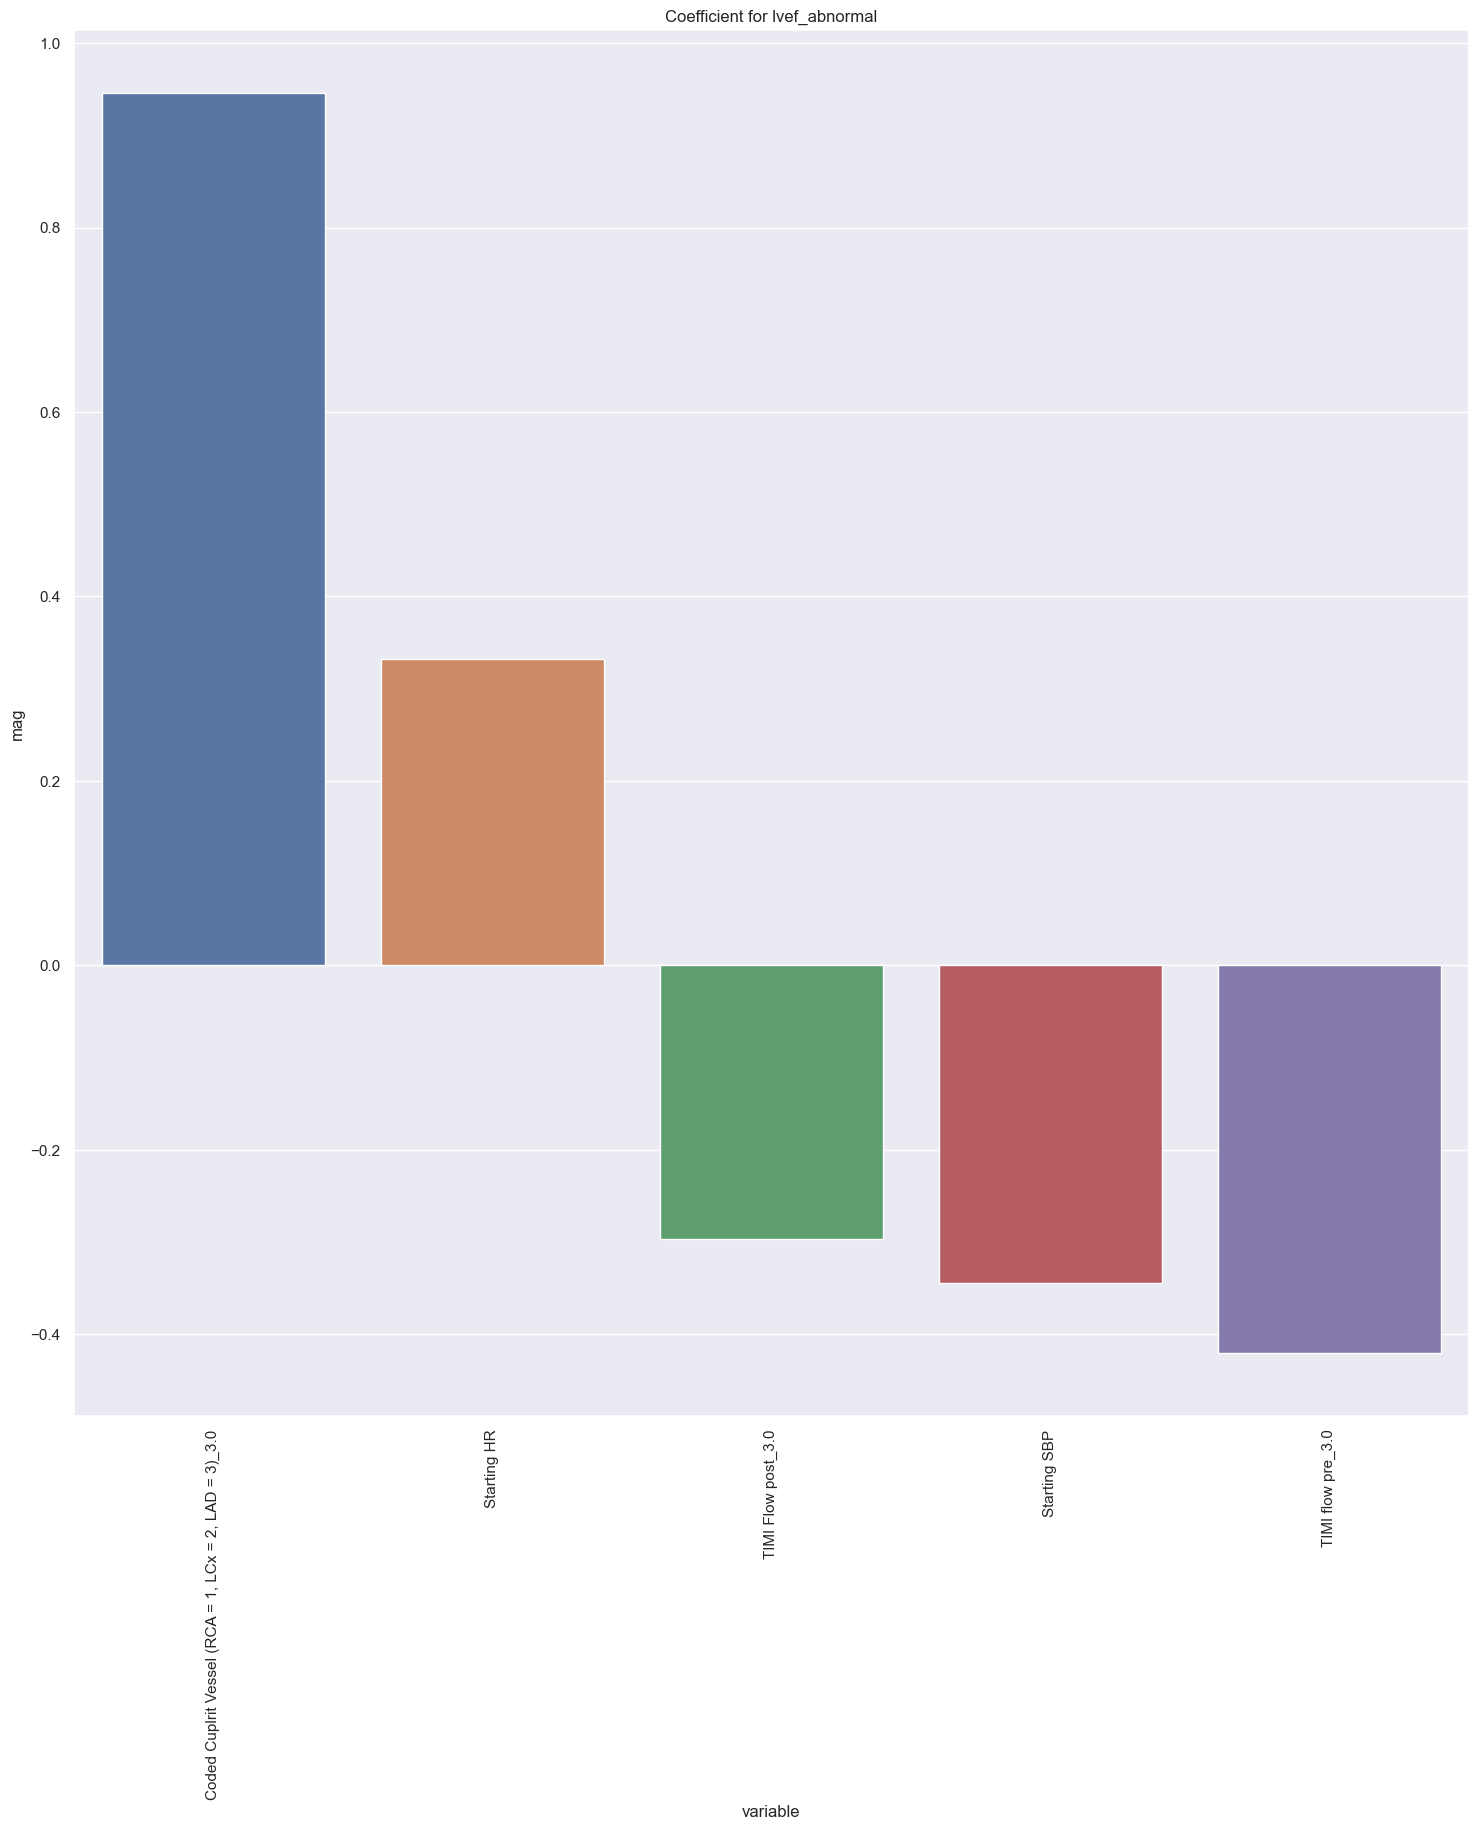 Coefficient for lvef_abnormal
1.0
0.8
0.6
0.4
0.2
0.0
−0.2
−0.4
mag
Coded Cuplrit Vessel (RCA = 1, LCx = 2, LAD = 3)_3.0
Starting HR
TIMI Flow post_3.0
Starting SBP
TIMI flow pre_3.0
variable